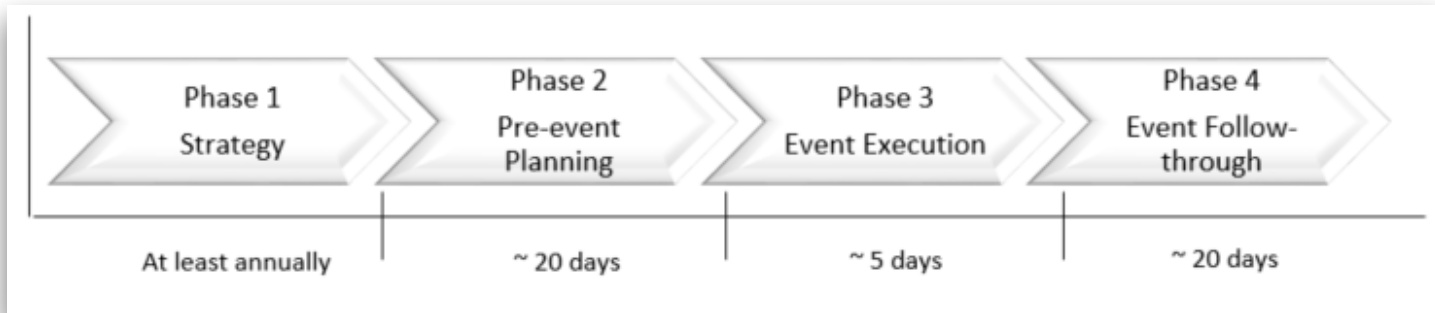 Phase 1
Strategy
Phase 2
Pre-event
Planning
Phase 3
Event Execution
Phase 4
Event Follow-
through
At least annually
~ 20 days
~ 5 days
~ 20 days